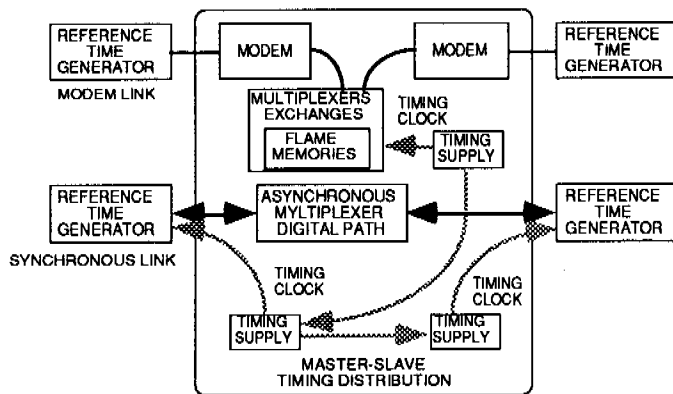 REFERENCE
TIME
GENERATOR
MODEM LINK
MODEM
MODEM
REFERENCE
TIME
GENERATOR
MULTIPLEXERS
EXCHANGES
FLAME
MEMORIES
TIMING
CLOCK
TIMING
SUPPLY
REFERENCE
TIME
GENERATOR
SYNCHRONOUS LINK
ASYNCHRONOUS
MYLTIPLEXER
DIGITAL PATH
REFERENCE
TIME
GENERATOR
TIMING
CLOCK
TIMING
CLOCK
TIMING
SUPPLY
TIMING
SUPPLY
MASTER-SLAVE
TIMING DISTRIBUTION